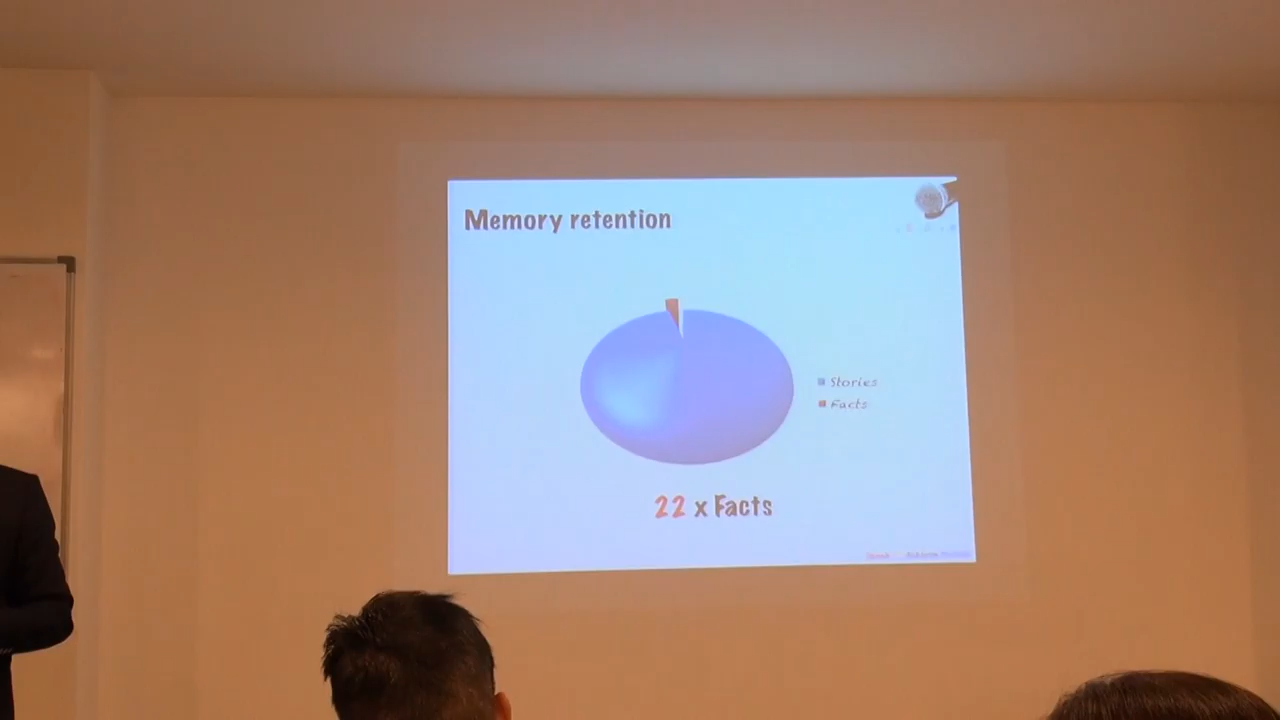 Memory retention
Stories
Facts
22 x Facts